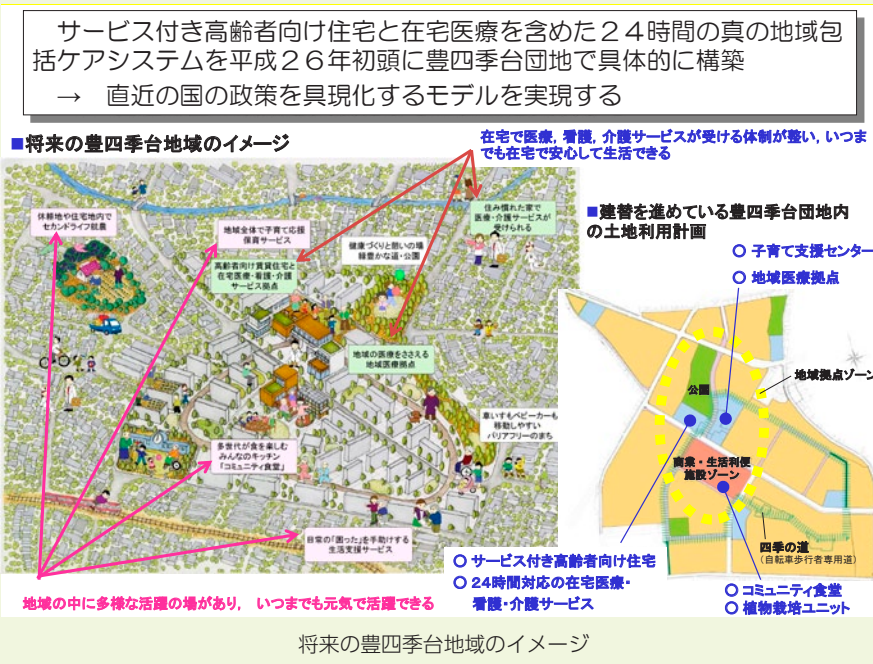 サービス付き高齢者向け住宅と在宅医療を含めた２４時間の真の地域包
括ケアシステムを平成２６年初頭に豊四季台団地で具体的に構築
→　直近の国の政策を具現化するモデルを実現する
■将来の豊四季台地域のイメージ
在宅で医療，看護，介護サービスが受ける体制が整い，いつま
でも在宅で安心して生活できる
休耕地や住宅地内で
セカンドライフ就農
地域全体で子育て応援
保育サービス
高齢者向け賃貸住宅と
在宅医療・看護・介護
サービス拠点
健康づくりと憩いの場
緑豊かな道・公園
住み慣れた家で
医療・介護サービスが
受けられる
地域の医療をささえる
地域医療拠点
車いすもベビーカーも
移動しやすい
バリアフリーのまち
多世代が食を楽しむ
みんなのキッチン
「コミュニティ食堂」
日常の「困った」を手助けする
生活支援サービス
地域の中に多様な活躍の場があり，　いつまでも元気で活躍できる
■建替を進めている豊四季台団地内
の土地利用計画
○ 子育て支援センター
○ 地域医療拠点
地域拠点ゾーン
公園
商業・生活利便
施設ゾーン
四季の道
（自転車歩行者専用道）
○ サービス付き高齢者向け住宅
○ 24時間対応の在宅医療・
看護・介護サービス
○ コミュニティ食堂
○ 植物栽培ユニット
将来の豊四季台地域のイメージ